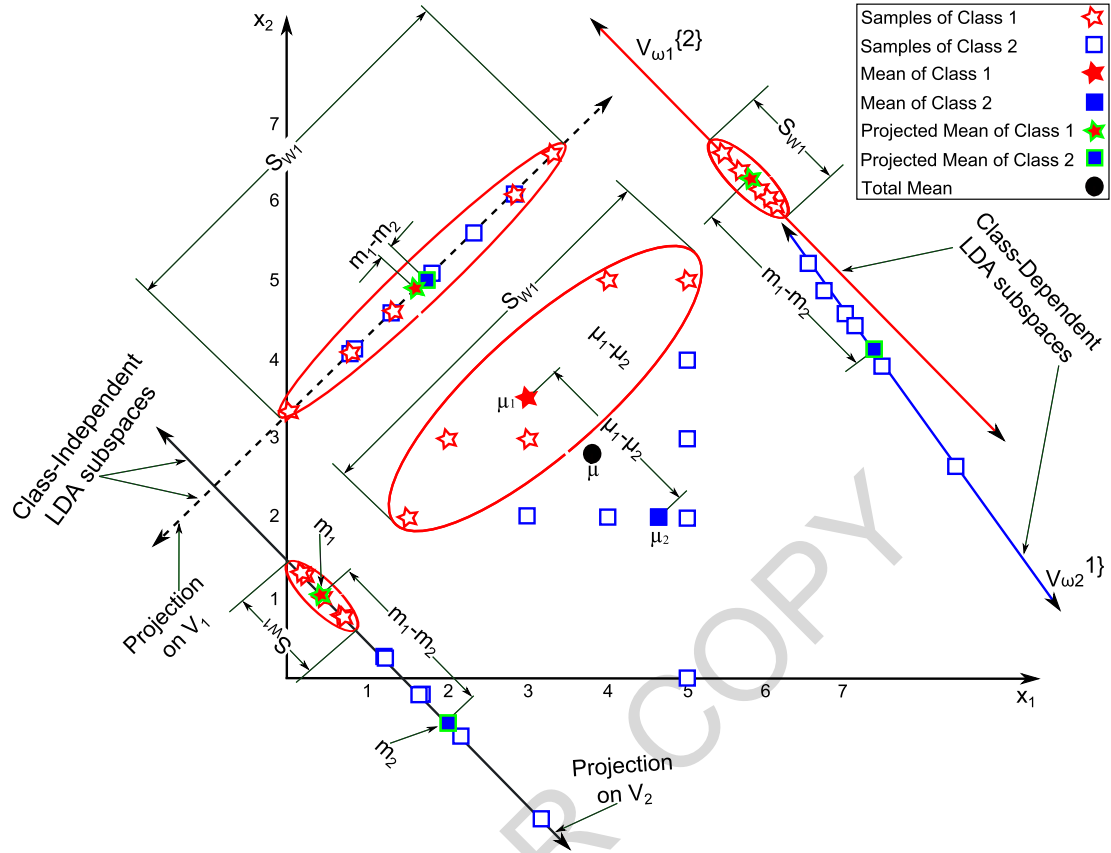 x₂
7
6
5
4
3
2
1
1
2
3
4
5
6
7
x₁
Samples of Class 1
Samples of Class 2
Mean of Class 1
Mean of Class 2
Projected Mean of Class 1
Projected Mean of Class 2
Total Mean
Vω1{2}
SW1
SW1
m₁-m₂
SW1
m₁-m₂
Class-Dependent
LDA subspaces
μ₁-μ₂
μ₁
μ₁-μ₂
μ
μ₂
Class-Independent
LDA subspaces
Projection
on V₁
m₁
SW1
m₁-m₂
m₂
Projection
on V₂
Vω2 1}
R COPY